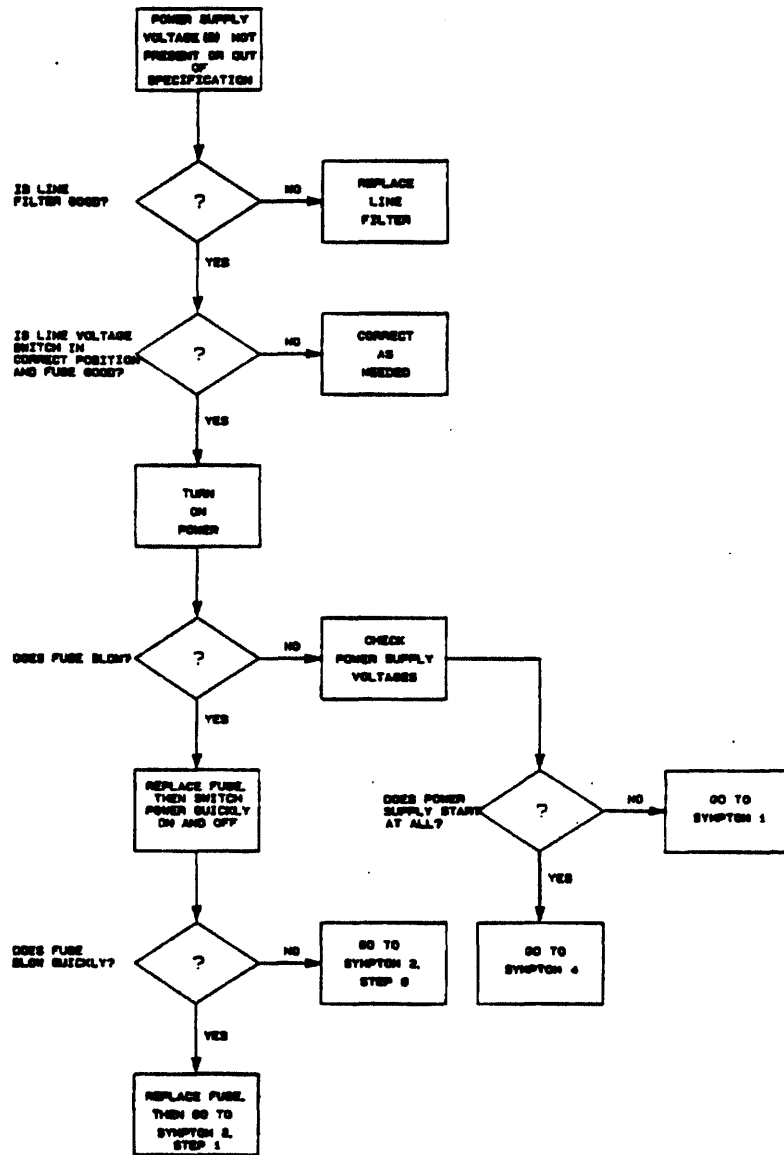 POWER SUPPLY
VOLTAGE(S) NOT
PRESENT OR OUT
OF
SPECIFICATION
IS LINE
FILTER GOOD?
?
NO
REPLACE
LINE
FILTER
YES
IS LINE VOLTAGE
SWITCH IN
CORRECT POSITION
AND FUSE GOOD?
?
NO
CORRECT
AS
NEEDED
YES
TURN
ON
POWER
DOES FUSE BLOW?
?
NO
CHECK
POWER SUPPLY
VOLTAGES
YES
REPLACE FUSE,
THEN SWITCH
POWER QUICKLY
ON AND OFF
DOES POWER
SUPPLY START
AT ALL?
?
NO
GO TO
SYMPTOM 1
YES
GO TO
SYMPTOM 4
DOES FUSE
BLOW QUICKLY?
?
NO
GO TO
SYMPTOM 2,
STEP
YES
REPLACE FUSE,
THEN GO TO
SYMPTOM 2,
STEP 1